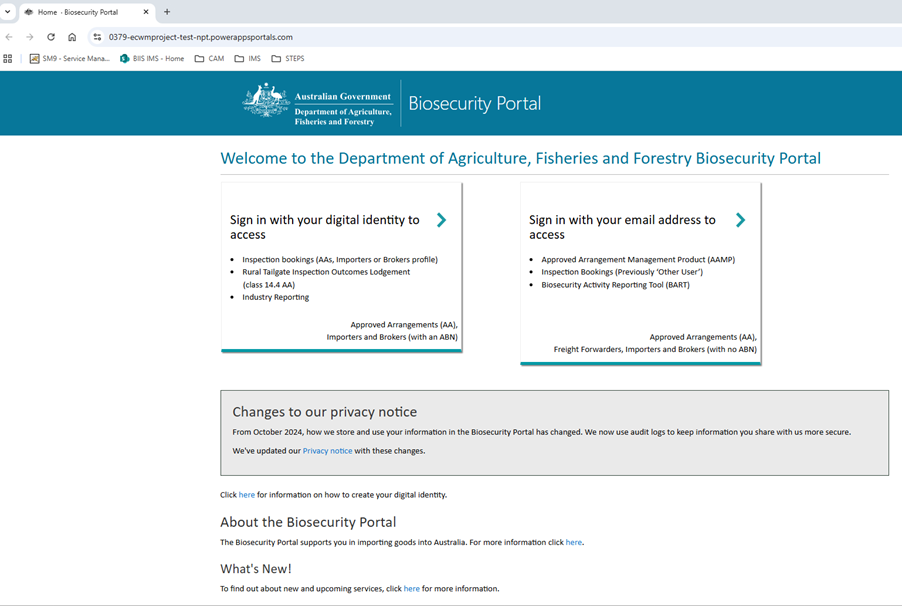 Home - Biosecurity Portal
0379-ecwmproject-test-npt.powerappsportals.com
SM9 - Service Mana...
BIIS IMS - Home
CAM
IMS
STEPS
Australian Government
Department of Agriculture,
Fisheries and Forestry
Biosecurity Portal
Welcome to the Department of Agriculture, Fisheries and Forestry Biosecurity Portal
Sign in with your digital identity to
access
• Inspection bookings (AAs, Importers or Brokers profile)
• Rural Tailgate Inspection Outcomes Lodgement
(class 14.4 AA)
• Industry Reporting
Approved Arrangements (AA),
Importers and Brokers (with an ABN)
Sign in with your email address to
access
• Approved Arrangement Management Product (AAMP)
• Inspection Bookings (Previously ‘Other User’)
• Biosecurity Activity Reporting Tool (BART)
Approved Arrangements (AA),
Freight Forwarders, Importers and Brokers (with no ABN)
Changes to our privacy notice
From October 2024, how we store and use your information in the Biosecurity Portal has changed. We now use audit logs to keep information you share with us more secure.
We've updated our Privacy notice with these changes.
Click here for information on how to create your digital identity.
About the Biosecurity Portal
The Biosecurity Portal supports you in importing goods into Australia. For more information click here.
What's New!
To find out about new and upcoming services, click here for more information.